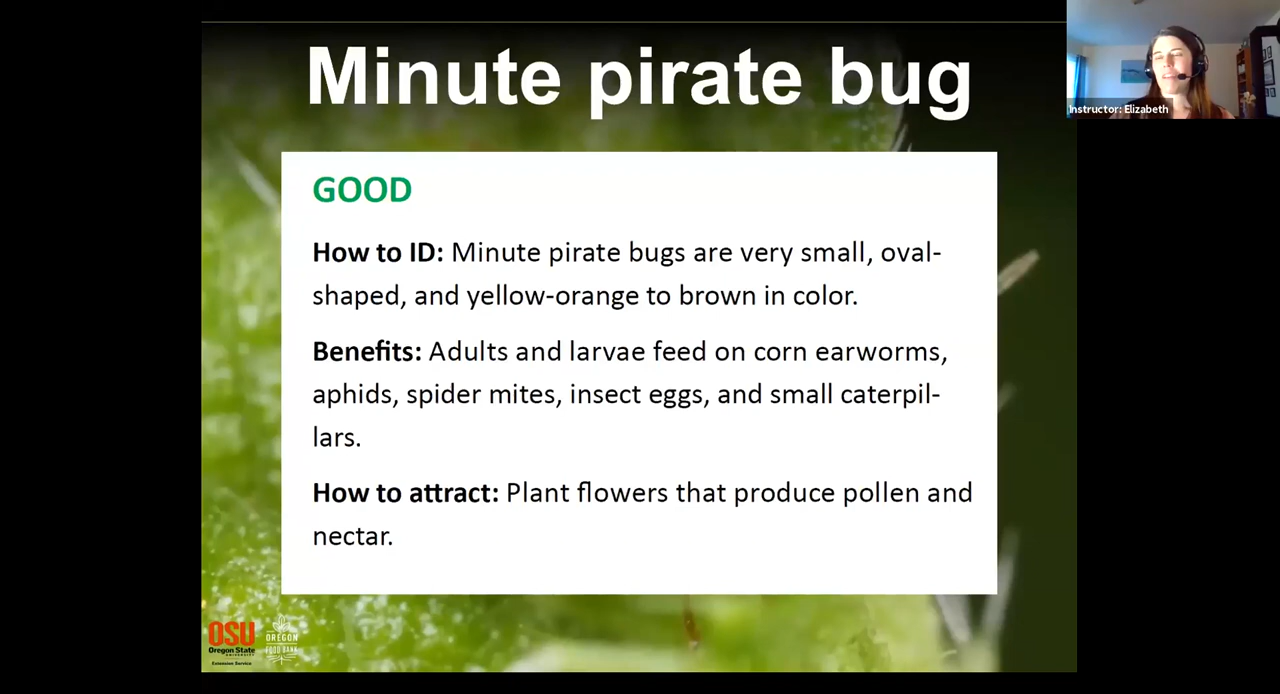 Minute pirate bug
Instructor: Elizabeth
GOOD
How to ID: Minute pirate bugs are very small, oval-
shaped, and yellow-orange to brown in color.
Benefits: Adults and larvae feed on corn earworms,
aphids, spider mites, insect eggs, and small caterpil-
lars.
How to attract: Plant flowers that produce pollen and
nectar.
OSU
Oregon State
UNIVERSITY
Extension Service
OREGON
FOOD BANK